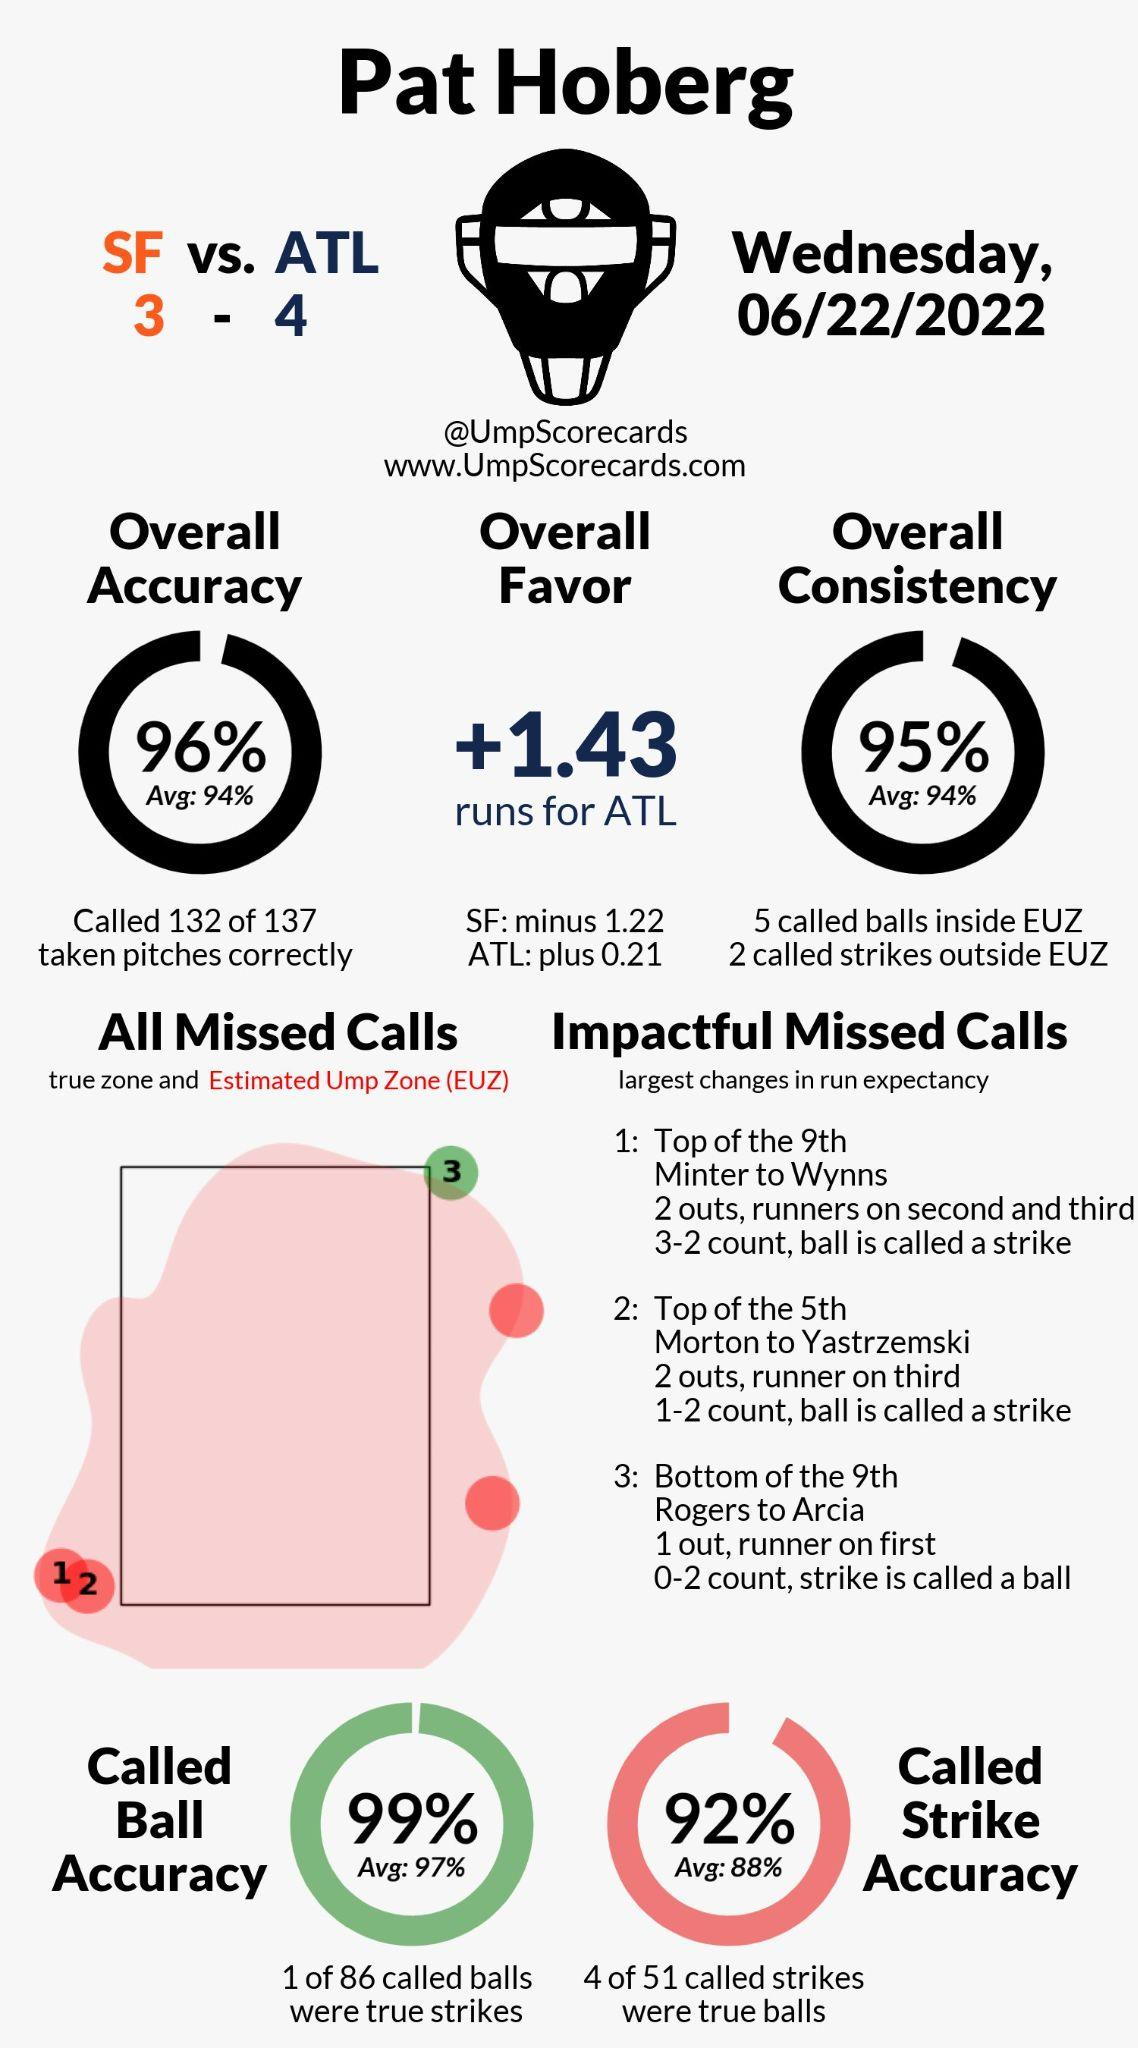 Pat Hoberg
SF vs. ATL
3 - 4
Wednesday,
06/22/2022
@UmpScorecards
www.UmpScorecards.com
Overall
Accuracy
96%
Avg: 94%
Called 132 of 137
taken pitches correctly
Overall
Favor
+1.43
runs for ATL
SF: minus 1.22
ATL: plus 0.21
Overall
Consistency
95%
Avg: 94%
5 called balls inside EUZ
2 called strikes outside EUZ
All Missed Calls
true zone and Estimated Ump Zone (EUZ)
3
1
2
Impactful Missed Calls
largest changes in run expectancy
1: Top of the 9th
Minter to Wynns
2 outs, runners on second and third
3-2 count, ball is called a strike
2: Top of the 5th
Morton to Yastrzemski
2 outs, runner on third
1-2 count, ball is called a strike
3: Bottom of the 9th
Rogers to Arcia
1 out, runner on first
0-2 count, strike is called a ball
Called
Ball
Accuracy
99%
Avg: 97%
1 of 86 called balls
were true strikes
92%
Avg: 88%
4 of 51 called strikes
were true balls
Called
Strike
Accuracy